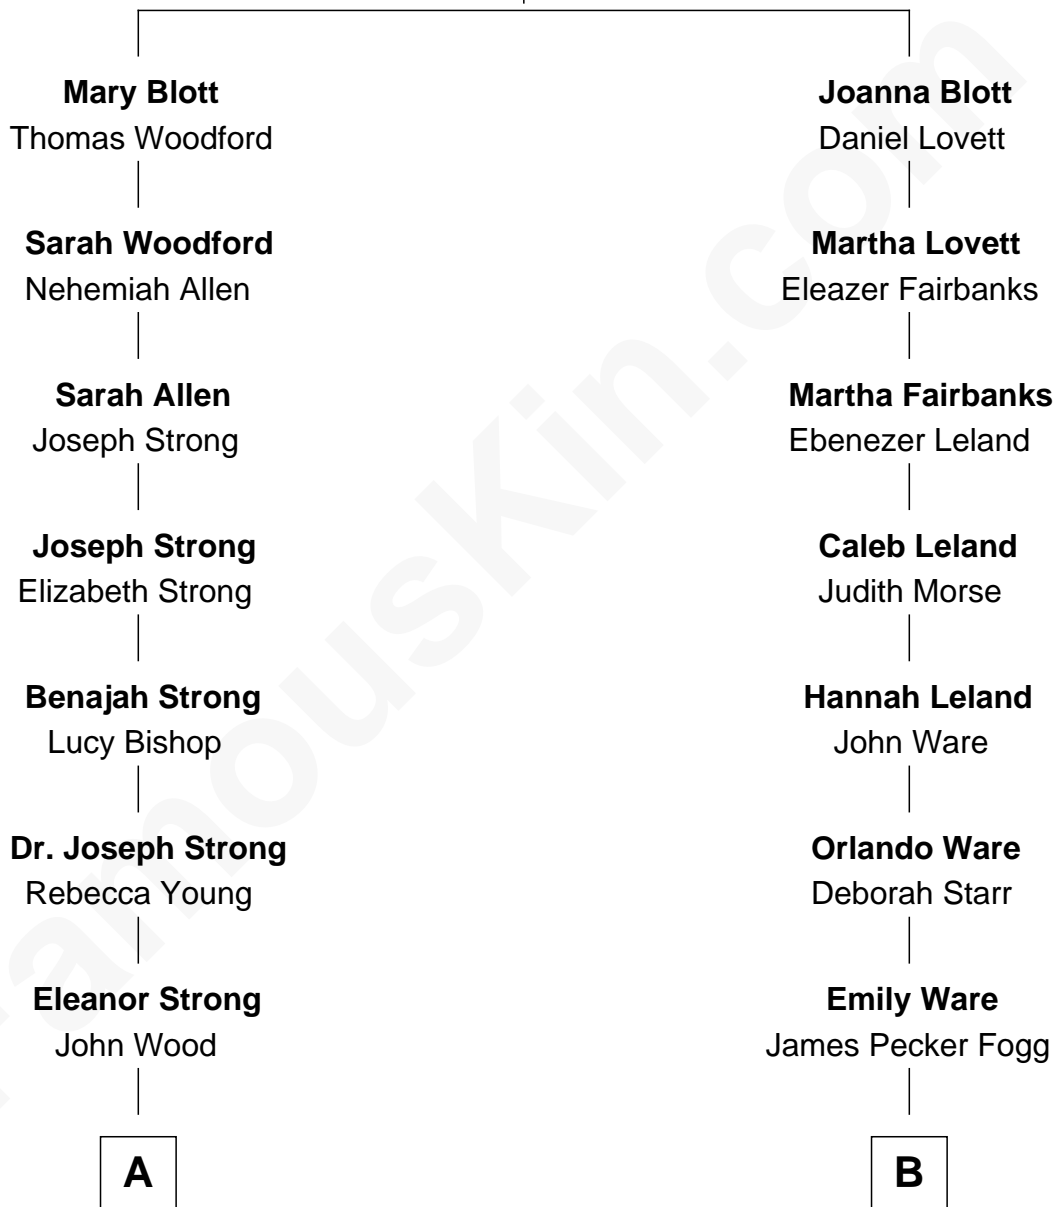 Mary Blott
Thomas Woodford
Joanna Blott
Daniel Lovett
Sarah Woodford
Nehemiah Allen
Martha Lovett
Eleazer Fairbanks
Sarah Allen
Joseph Strong
Martha Fairbanks
Ebenezer Leland
Joseph Strong
Elizabeth Strong
Caleb Leland
Judith Morse
Benajah Strong
Lucy Bishop
Hannah Leland
John Ware
Dr. Joseph Strong
Rebecca Young
Orlando Ware
Deborah Starr
Eleanor Strong
John Wood
Emily Ware
James Pecker Fogg
A
B
FamousKin.com